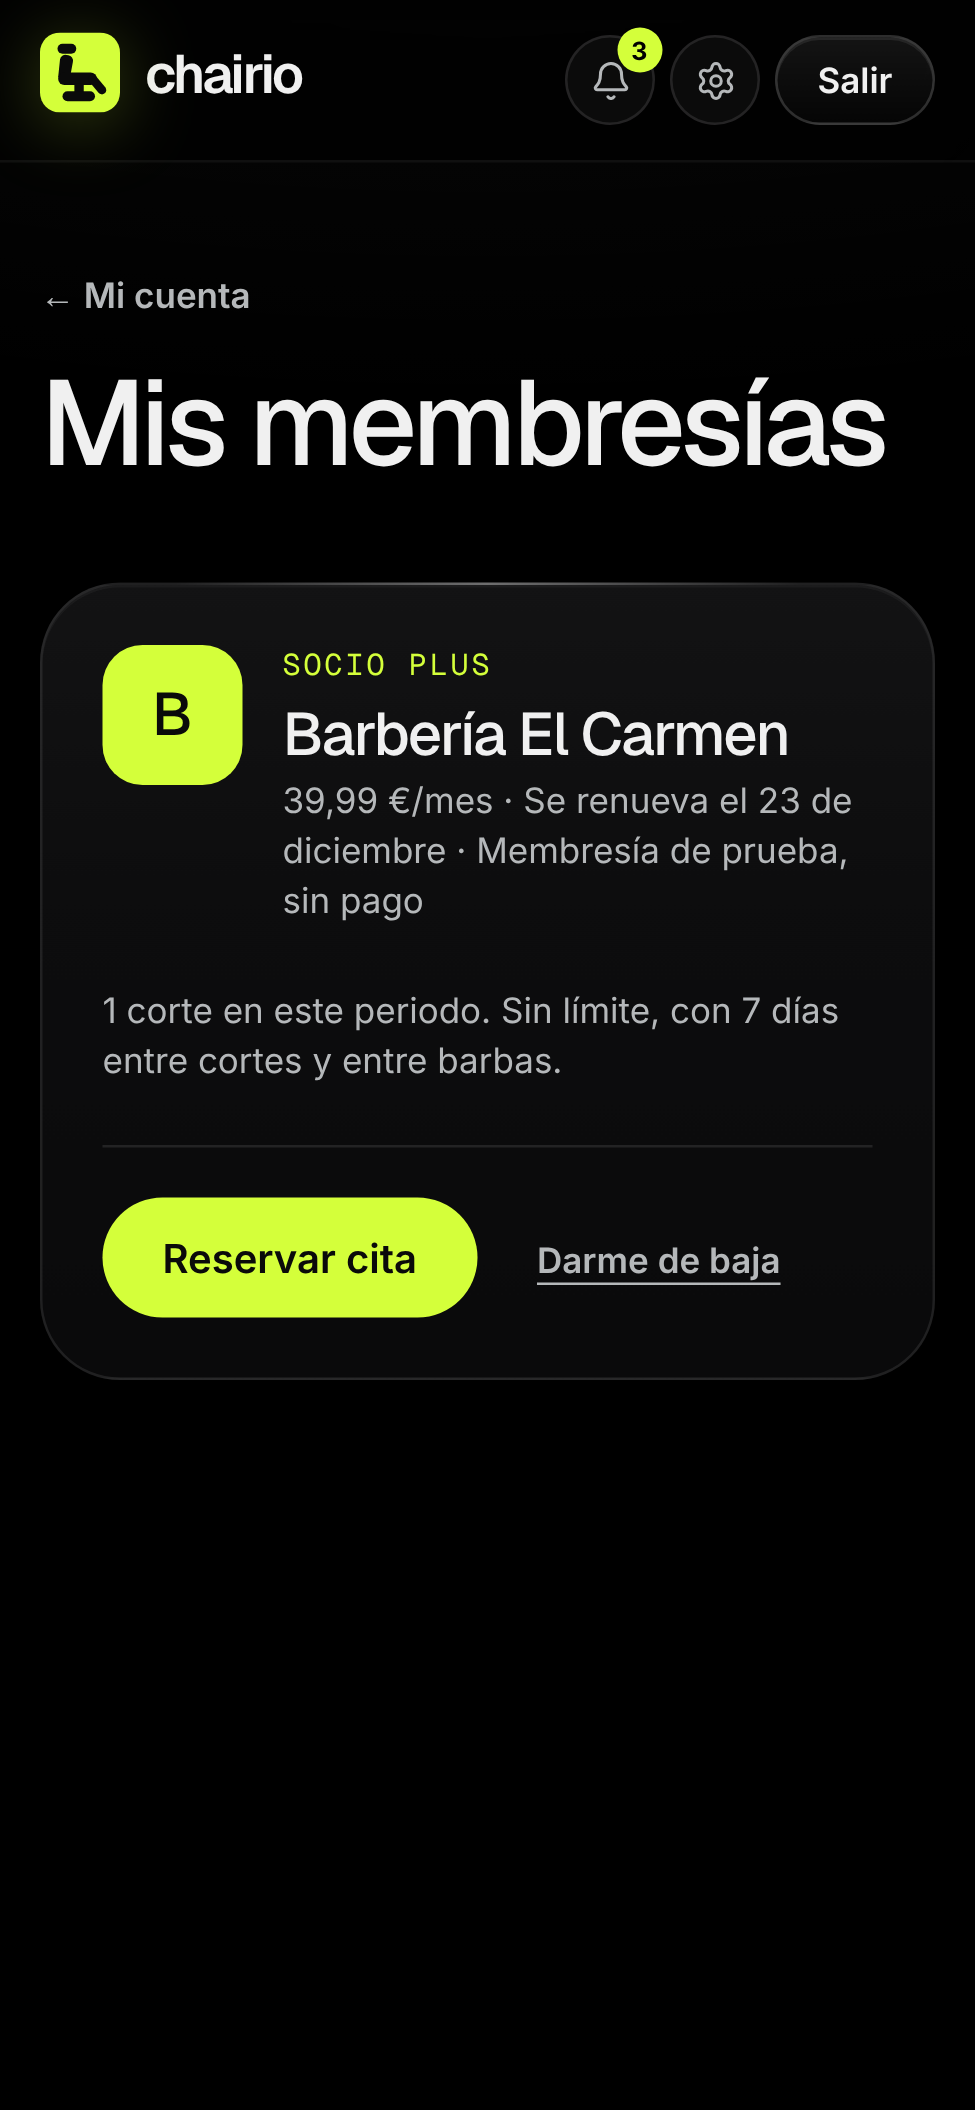 chairio
3
Salir
← Mi cuenta
Mis membresías
B
SOCIO PLUS
Barbería El Carmen
39,99 €/mes · Se renueva el 23 de
diciembre · Membresía de prueba,
sin pago
1 corte en este periodo. Sin límite, con 7 días
entre cortes y entre barbas.
Reservar cita
Darme de baja